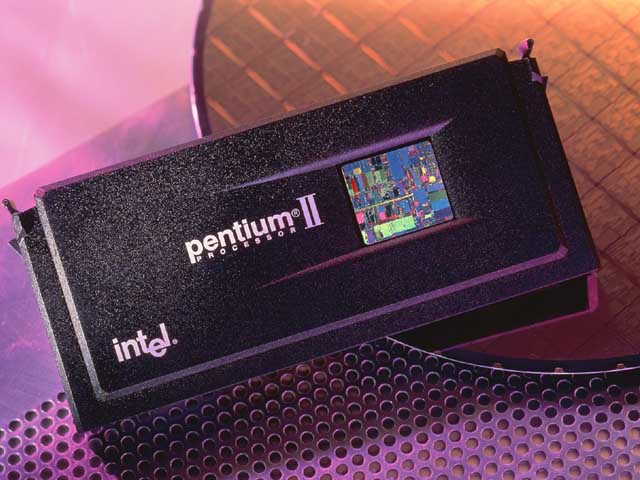 pentium® II
PROCESSOR
intel®